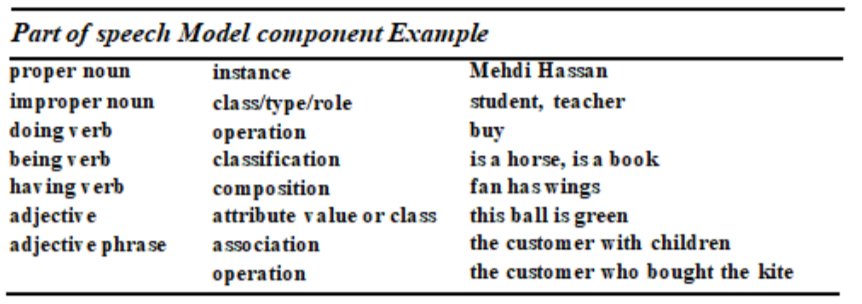 Part of speech Model component Example
proper noun instance Mehdi Hassan
improper noun class/type/role student, teacher
doing verb operation buy
being verb classification is a horse, is a book
having verb composition fan has wings
adjective attribute value or class this ball is green
adjective phrase association the customer with children
operation the customer who bought the kite